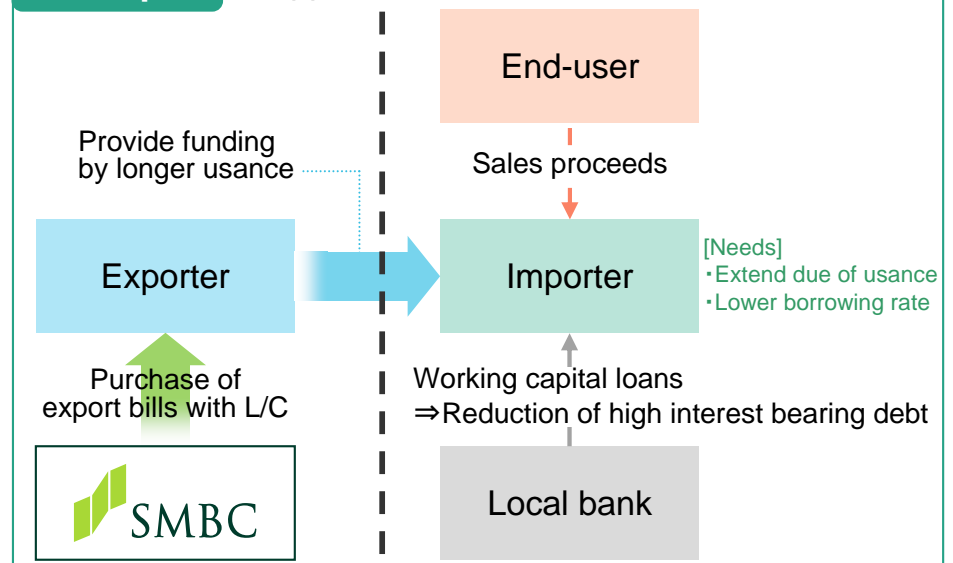 End-user
Provide funding
by longer usance
Sales proceeds
Exporter
Importer
[Needs]
・Extend due of usance
・Lower borrowing rate
Purchase of
export bills with L/C
Working capital loans
⇒Reduction of high interest bearing debt
SMBC
Local bank